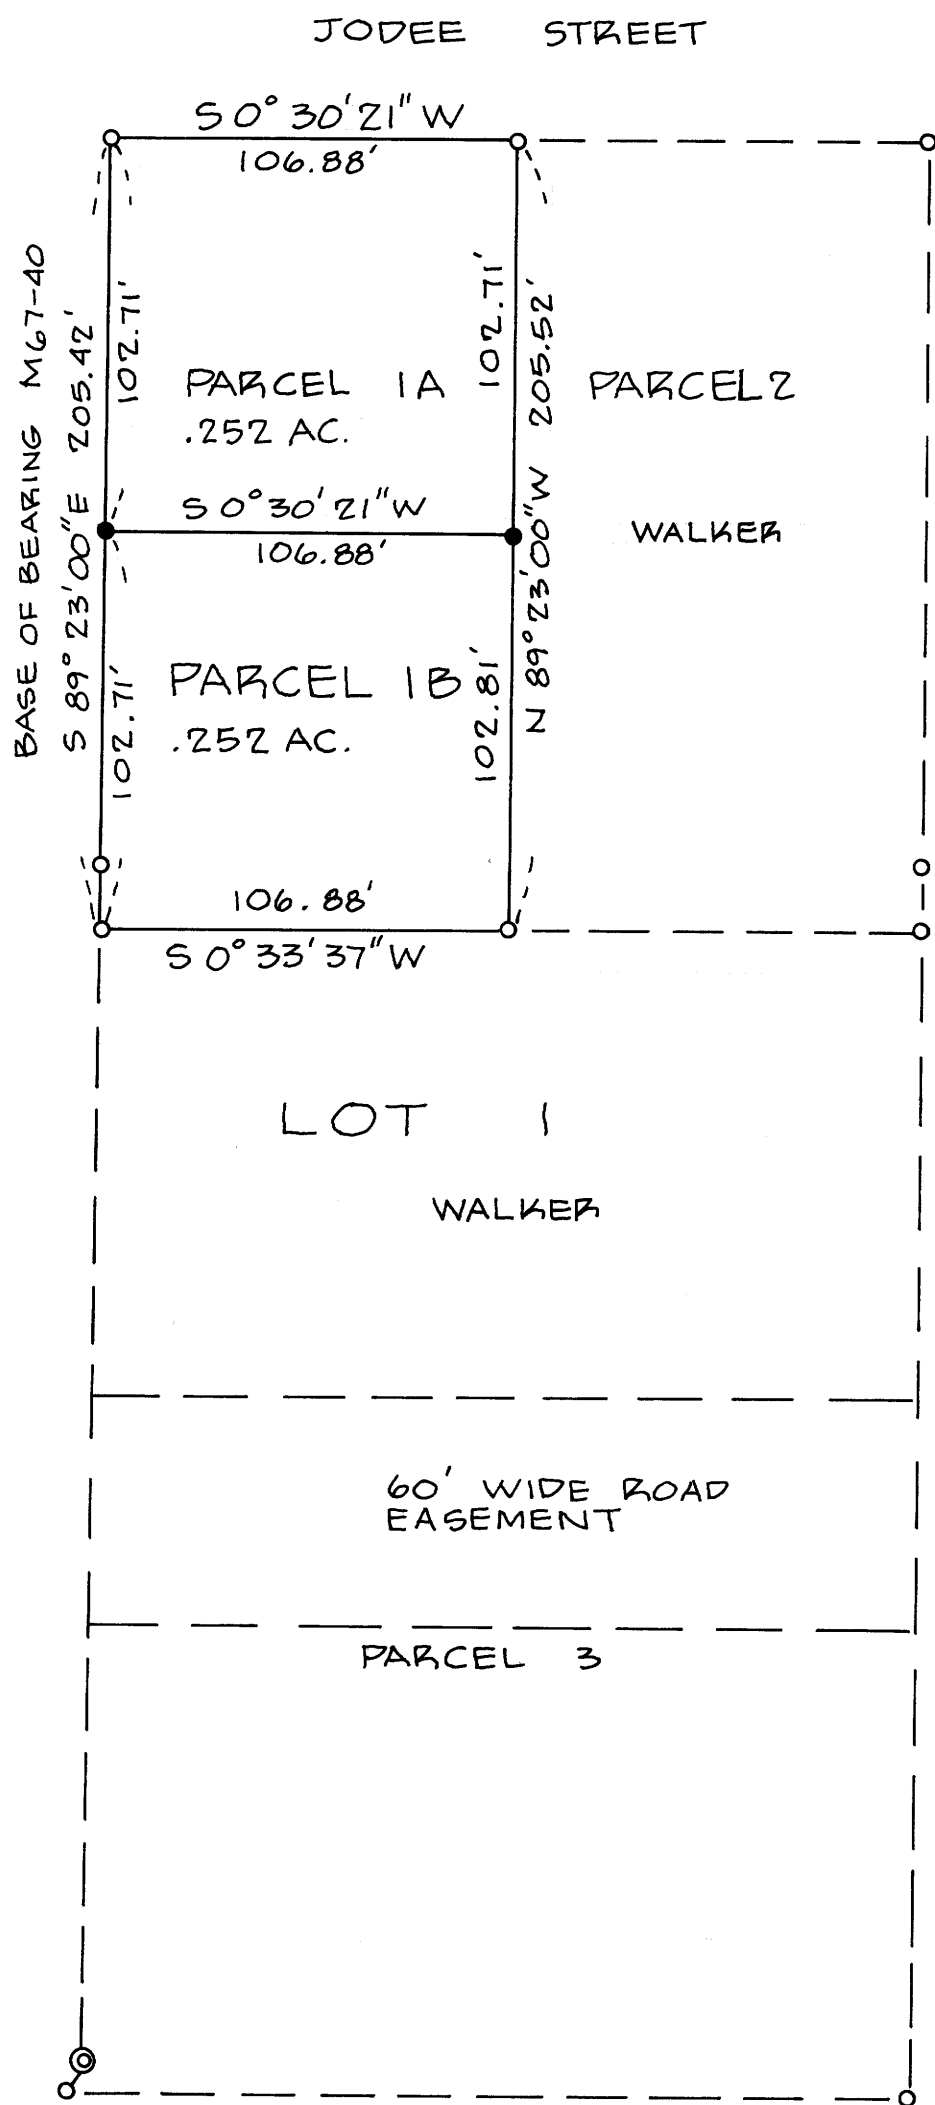 JODEE STREET
S 0° 30' 21" W
106.88'
BASE OF BEARING M67-40
S 89° 23' 00" E 205.42'
102.71'
102.71'
N 89° 23' 00" W 205.52'
PARCEL 1A
.252 AC.
PARCEL 2
S 0° 30' 21" W
106.88'
WALKER
PARCEL 1B
.252 AC.
102.71'
102.81'
106.88'
S 0° 33' 37" W
LOT 1
WALKER
60' WIDE ROAD
EASEMENT
PARCEL 3